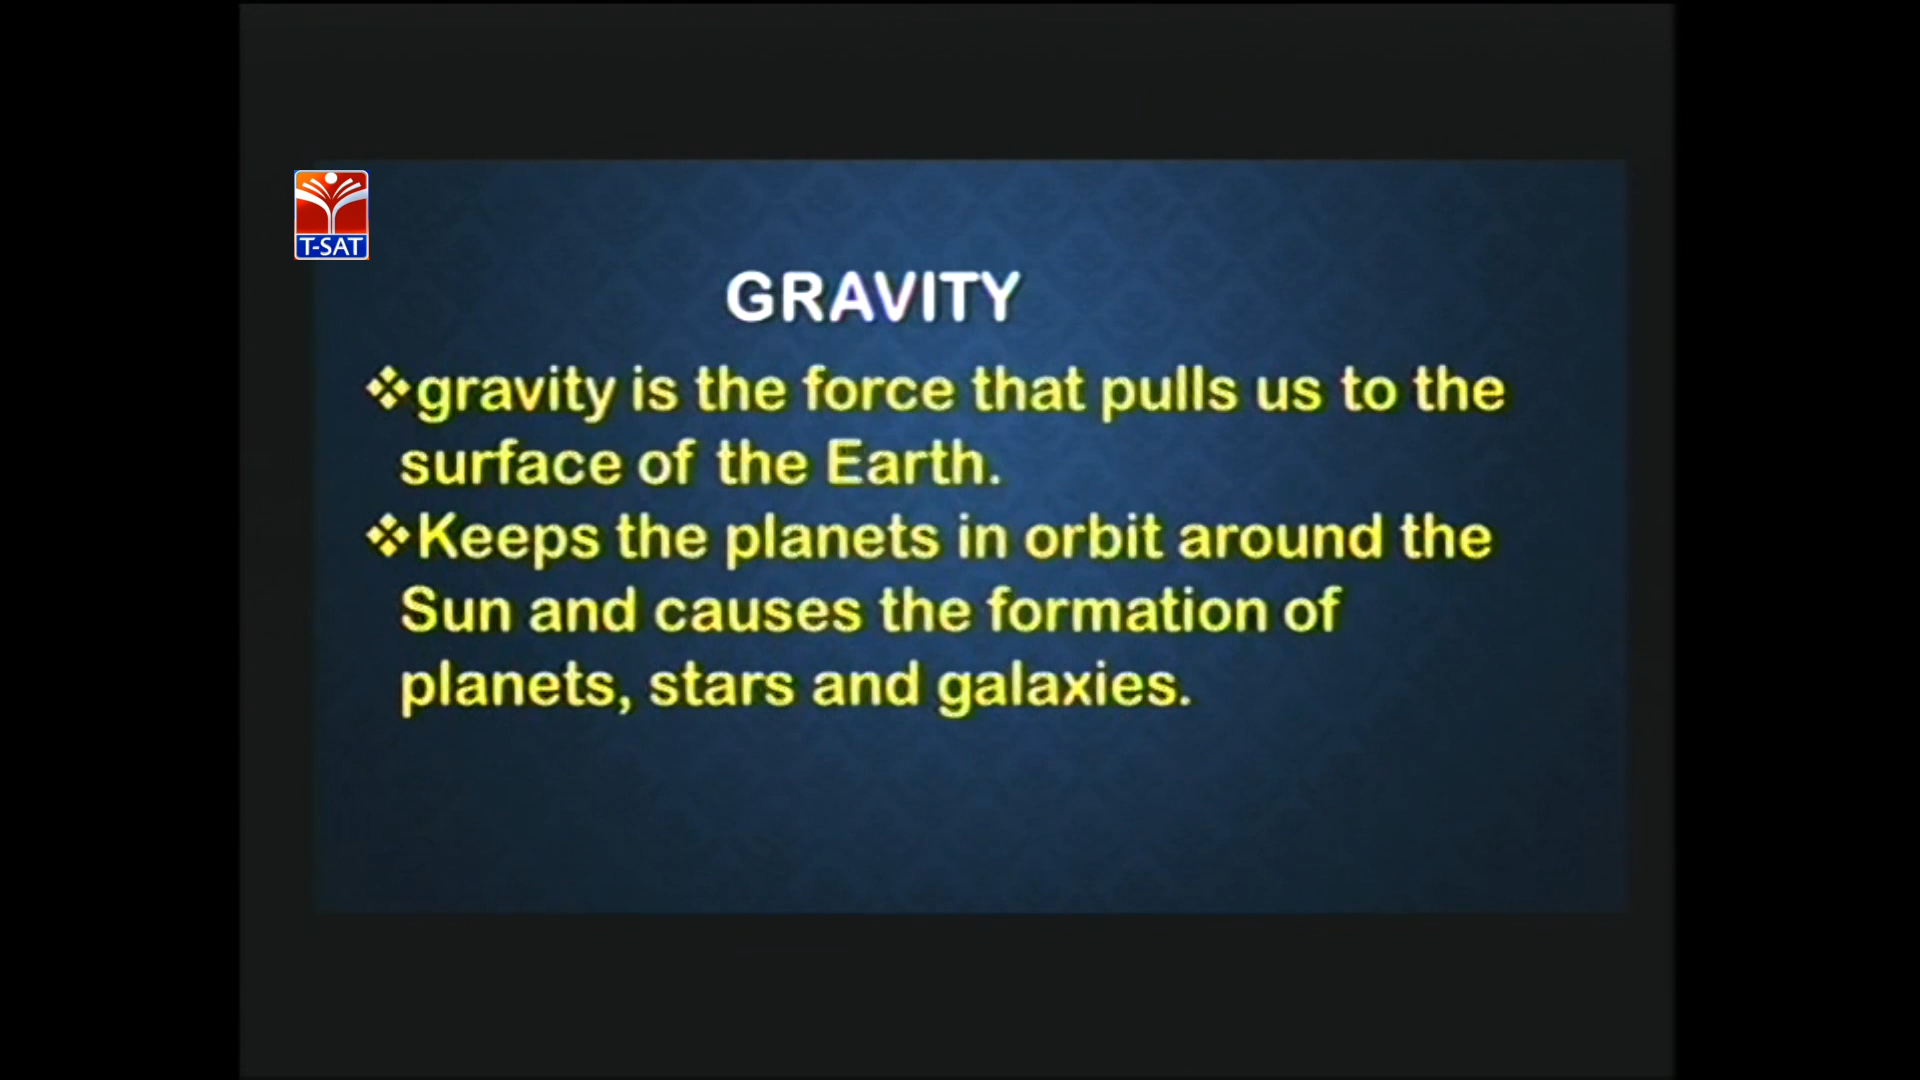 T-SAT
GRAVITY
❖gravity is the force that pulls us to the
surface of the Earth.
❖Keeps the planets in orbit around the
Sun and causes the formation of
planets, stars and galaxies.